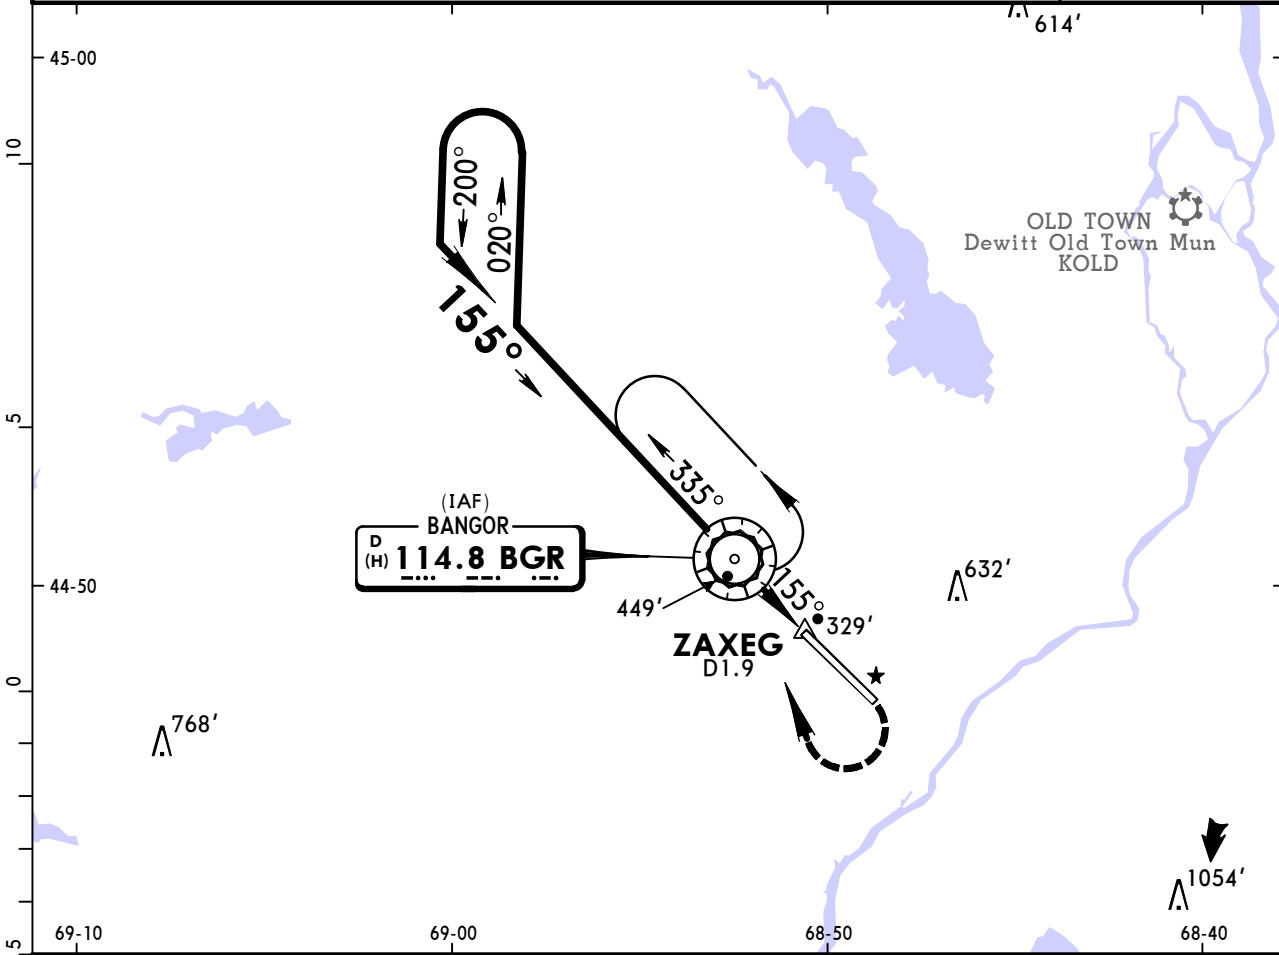 614'
45-00
10
200°
020°
OLD TOWN
Dewitt Old Town Mun
KOLD
155°
5
335°
(IAF)
BANGOR
D
(H) 114.8 BGR
44-50
449'
155°
632'
329'
ZAXEG
D1.9
0
768'
1054'
5
69-10
69-00
68-50
68-40